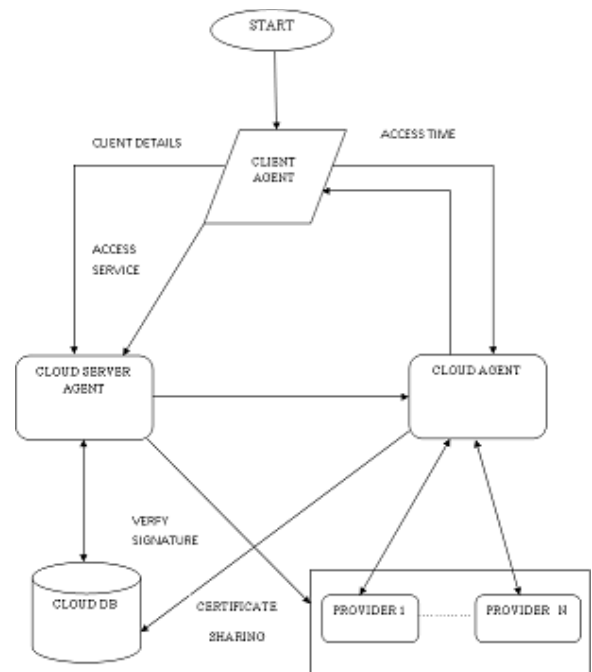 START
CLIENT DETAILS
ACCESS TIME
CLIENT
AGENT
ACCESS
SERVICE
CLOUD SERVER
AGENT
CLOUD AGENT
VERFY
SIGNATURE
CLOUD DB
CERTIFICATE
SHARING
PROVIDER 1
PROVIDER N